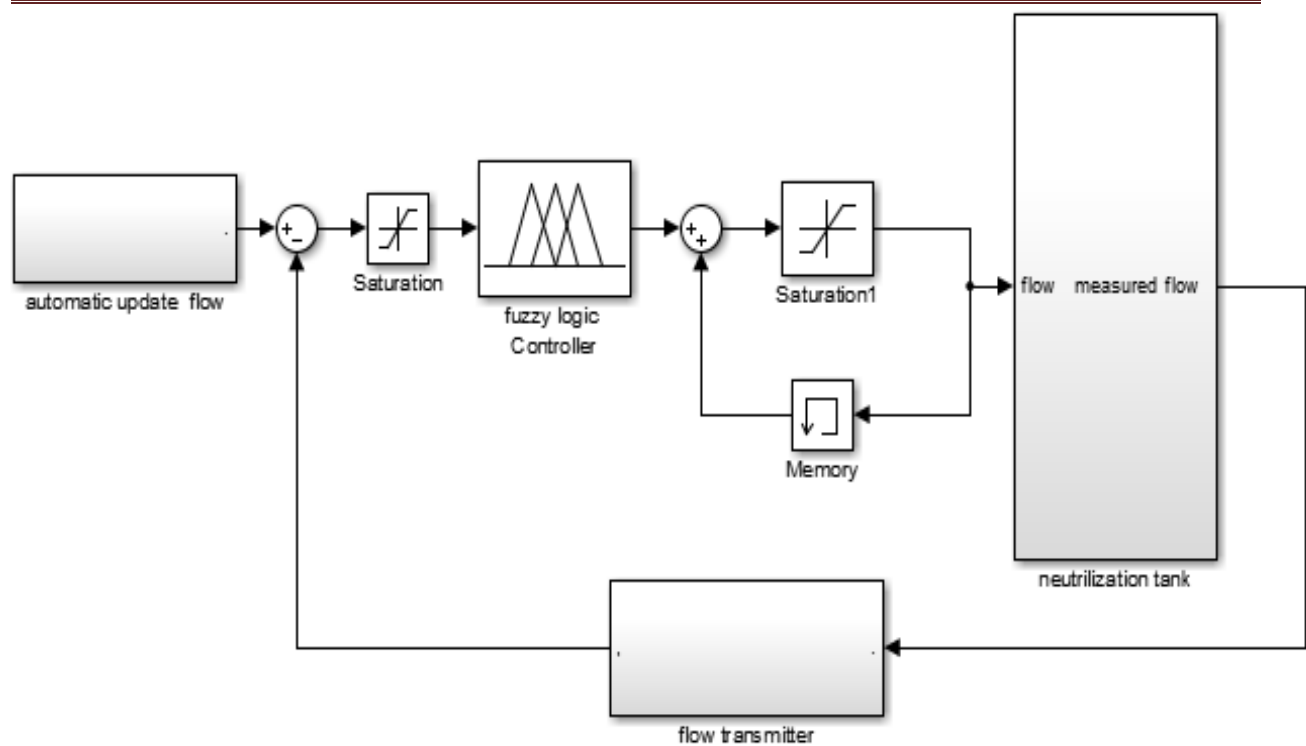 automatic update flow
Saturation
fuzzy logic
Controller
Saturation1
Memory
flow measured flow
neutrilization tank
flow transmitter